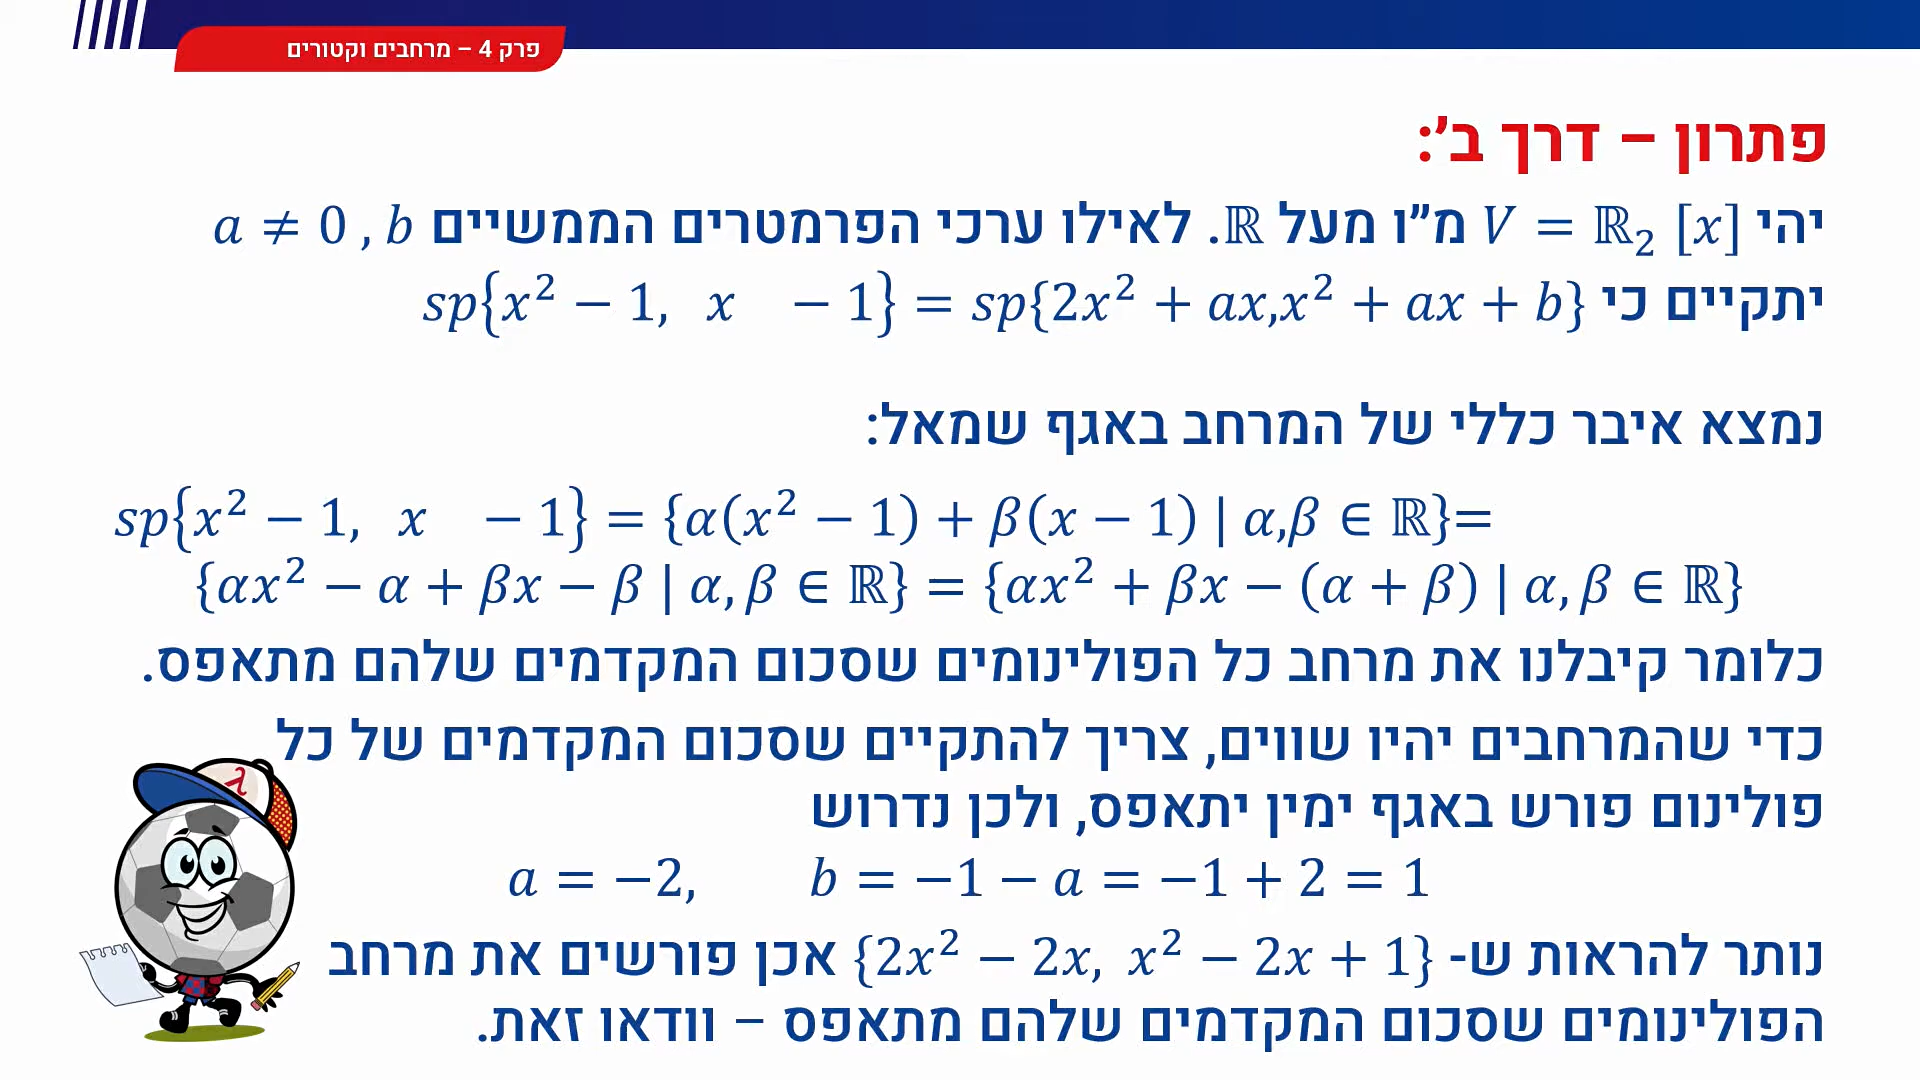 פרק 4 – מרחבים וקטורים
פתרון – דרך ב׳:
יהי V = ℝ₂ [x] מ״ו מעל ℝ. לאילו ערכי הפרמטרים הממשיים a ≠ 0 , b
יתקיים כי sp{x² − 1, x − 1} = sp{2x² + ax,x² + ax + b}
נמצא איבר כללי של המרחב באגף שמאל:
sp{x² − 1, x − 1} = {α(x² − 1) + β(x − 1) | α,β ∈ ℝ}=
{αx² − α + βx − β | α, β ∈ ℝ} = {αx² + βx − (α + β) | α, β ∈ ℝ}
כלומר קיבלנו את מרחב כל הפולינומים שסכום המקדמים שלהם מתאפס.
כדי שהמרחבים יהיו שווים, צריך להתקיים שסכום המקדמים של כל
פולינום פורש באגף ימין יתאפס, ולכן נדרוש
a = −2, b = −1 − a = −1 + 2 = 1
נותר להראות ש- {2x² − 2x, x² − 2x + 1} אכן פורשים את מרחב
הפולינומים שסכום המקדמים שלהם מתאפס – וודאו זאת.
λ